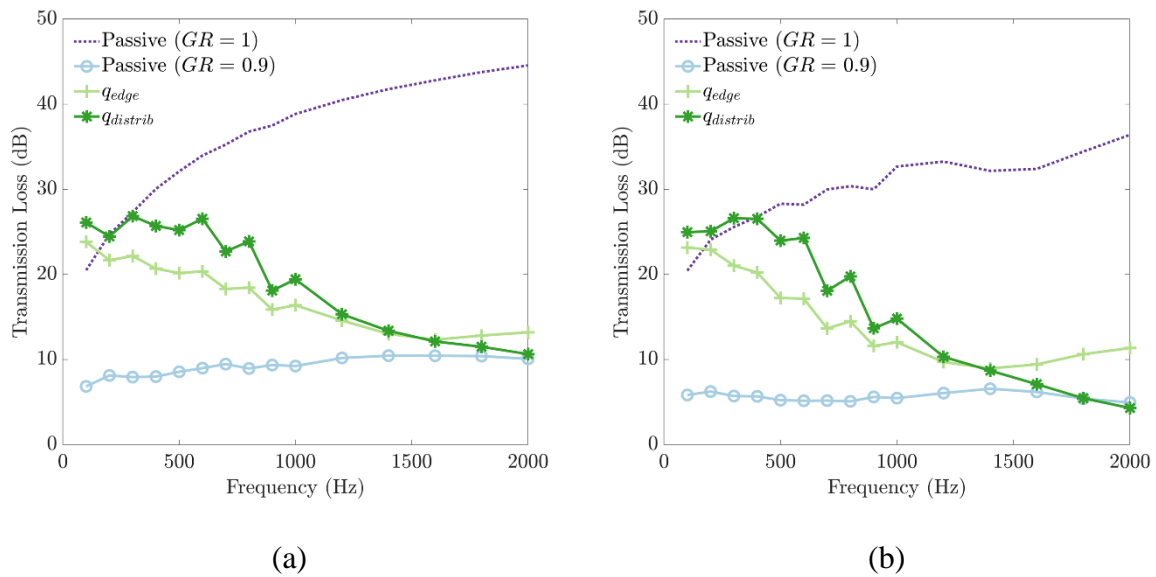 50
40
30
20
10
0
0 500 1000 1500 2000
Transmission Loss (dB)
Frequency (Hz)
Passive (GR = 1)
Passive (GR = 0.9)
q_edge
q_distrib
(a)
50
40
30
20
10
0
0 500 1000 1500 2000
Transmission Loss (dB)
Frequency (Hz)
Passive (GR = 1)
Passive (GR = 0.9)
q_edge
q_distrib
(b)